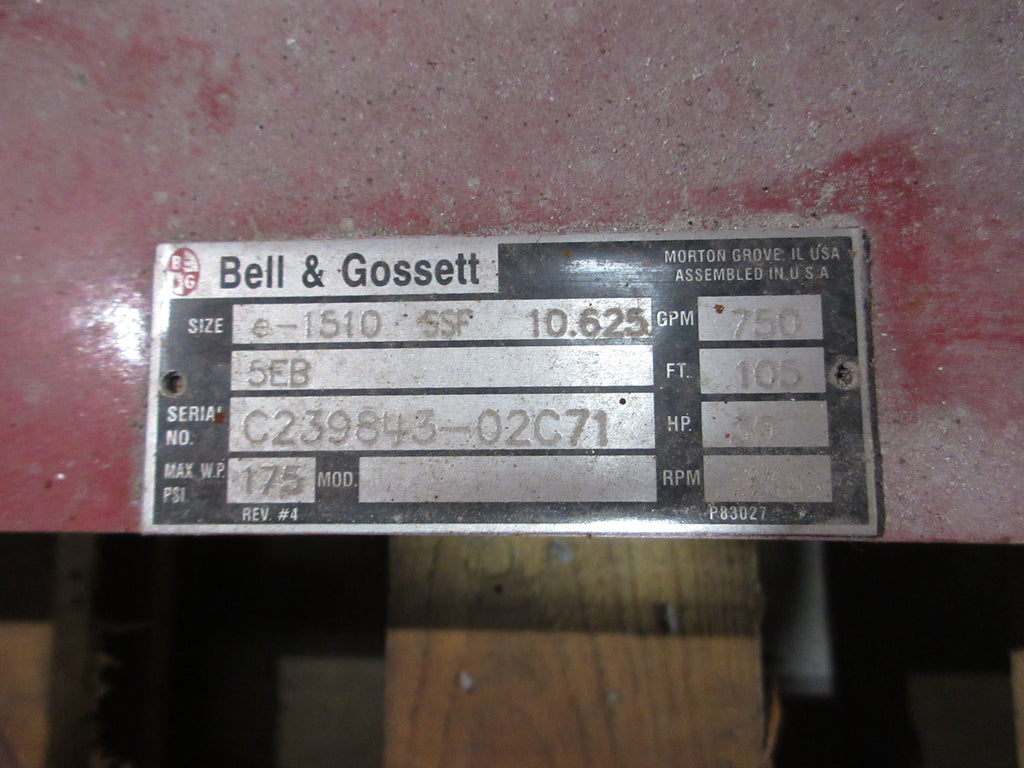 B G
Bell & Gossett
MORTON GROVE, IL USA
ASSEMBLED IN U.S.A
SIZE e-1510 SSF 10.625 GPM 750
5EB FT. 105
SERIAL NO. C239843-02C71 HP.
MAX. W.P. PSI 175 MOD. RPM
REV. #4 P83027